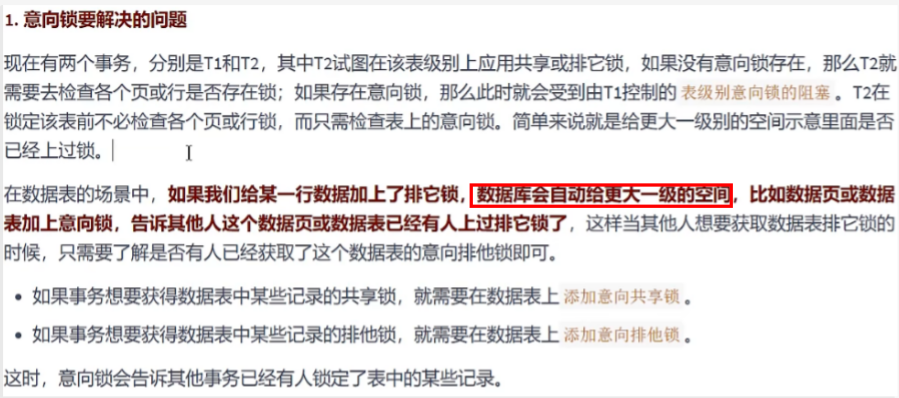 1. 意向锁要解决的问题
现在有两个事务，分别是T1和T2，其中T2试图在该表级别上应用共享或排它锁，如果没有意向锁存在，那么T2就
需要去检查各个页或行是否存在锁；如果存在意向锁，那么此时就会受到由T1控制的 表级别意向锁的阻塞 。T2在
锁定该表前不必检查各个页或行锁，而只需检查表上的意向锁。简单来说就是给更大一级别的空间示意里面是否
已经上过锁。
在数据表的场景中，如果我们给某一行数据加上了排它锁，数据库会自动给更大一级的空间，比如数据页或数据
表加上意向锁，告诉其他人这个数据页或数据表已经有人上过排它锁了，这样当其他人想要获取数据表排它锁的
时候，只需要了解是否有人已经获取了这个数据表的意向排他锁即可。
• 如果事务想要获得数据表中某些记录的共享锁，就需要在数据表上 添加意向共享锁 。
• 如果事务想要获得数据表中某些记录的排他锁，就需要在数据表上 添加意向排他锁 。
这时，意向锁会告诉其他事务已经有人锁定了表中的某些记录。